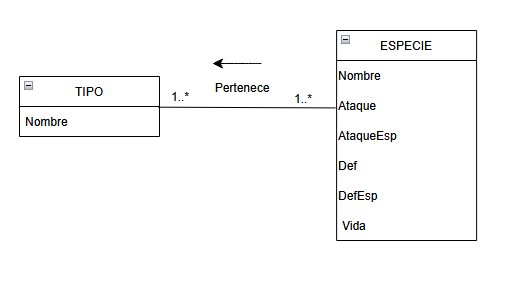 TIPO
Nombre
1..*
Pertenece
1..*
ESPECIE
Nombre
Ataque
AtaqueEsp
Def
DefEsp
Vida